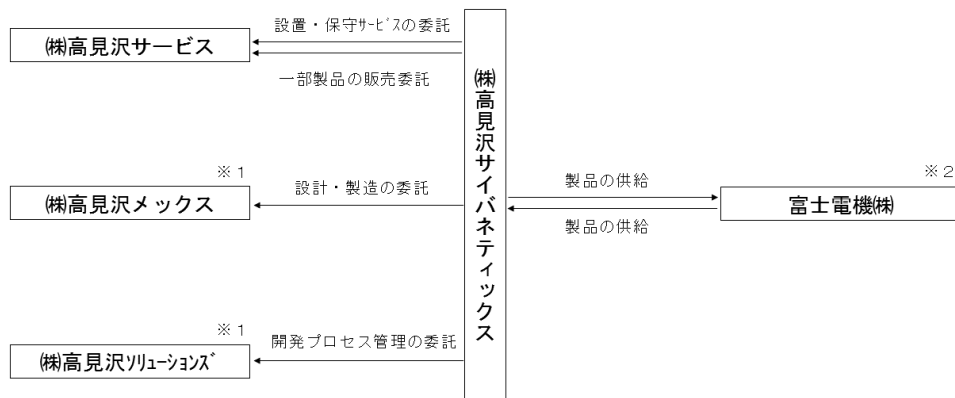 設置・保守ｻｰﾋﾞｽの委託
㈱高見沢サービス
一部製品の販売委託
※１
㈱高見沢メックス
設計・製造の委託
※１
㈱高見沢ｿﾘｭｰｼｮﾝｽﾞ
開発プロセス管理の委託
㈱高見沢サイバネティックス
製品の供給
製品の供給
※２
富士電機㈱